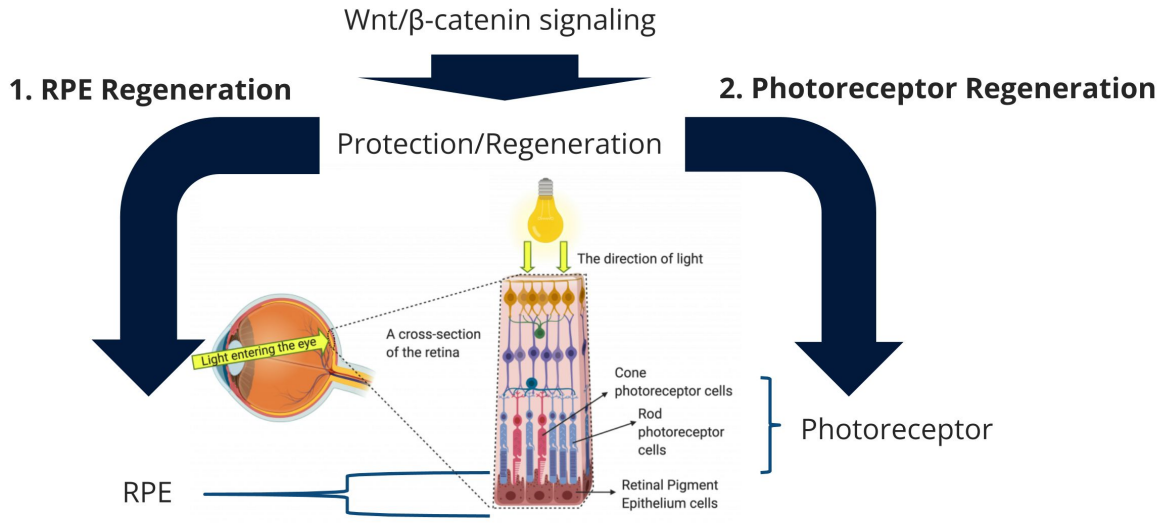 Wnt/β-catenin signaling
1. RPE Regeneration
2. Photoreceptor Regeneration
Protection/Regeneration
The direction of light
Light entering the eye
A cross-section
of the retina
Cone
photoreceptor cells
Rod
photoreceptor
cells
Photoreceptor
RPE
Retinal Pigment
Epithelium cells